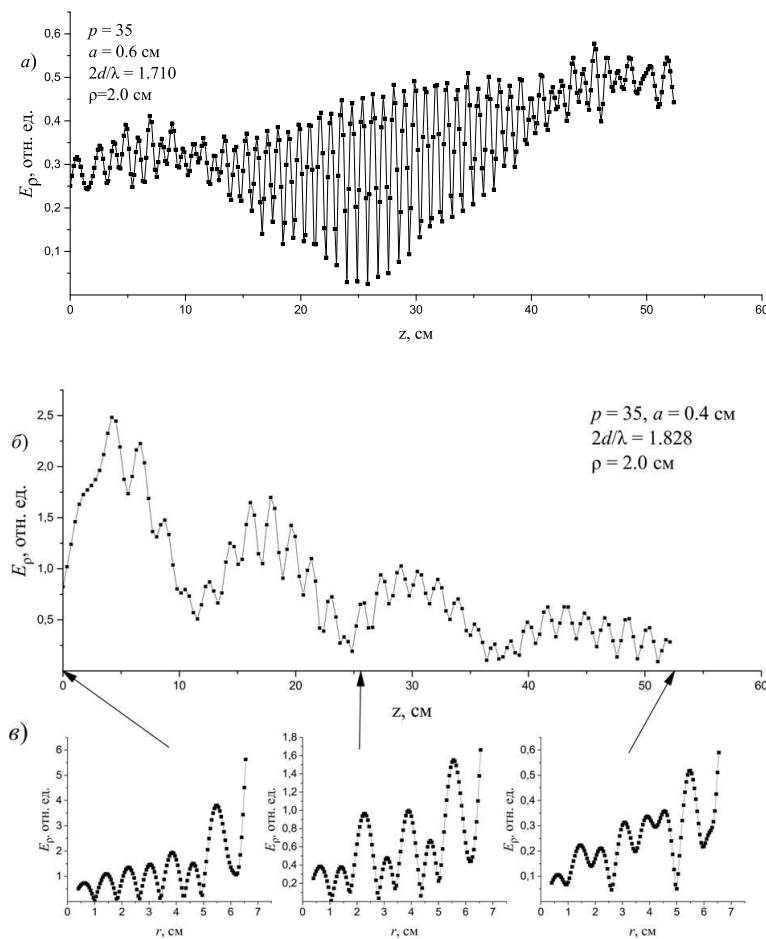 а)
p = 35
a = 0.6 см
2d/λ = 1.710
ρ=2.0 см
Eρ, отн. ед.
0,6
0,5
0,4
0,3
0,2
0,1
0 10 20 30 40 50 60
z, см
б)
p = 35, a = 0.4 см
2d/λ = 1.828
ρ = 2.0 см
Eρ, отн. ед.
2,5
2,0
1,5
1,0
0,5
0 10 20 30 40 50 60
z, см
в)
Eρ, отн. ед.
6
5
4
3
2
1
0 1 2 3 4 5 6 7
r, см
Eρ, отн. ед.
1,8
1,6
1,4
1,2
1,0
0,8
0,6
0,4
0,2
0 1 2 3 4 5 6 7
r, см
Eρ, отн. ед.
0,6
0,5
0,4
0,3
0,2
0,1
0 1 2 3 4 5 6 7
r, см